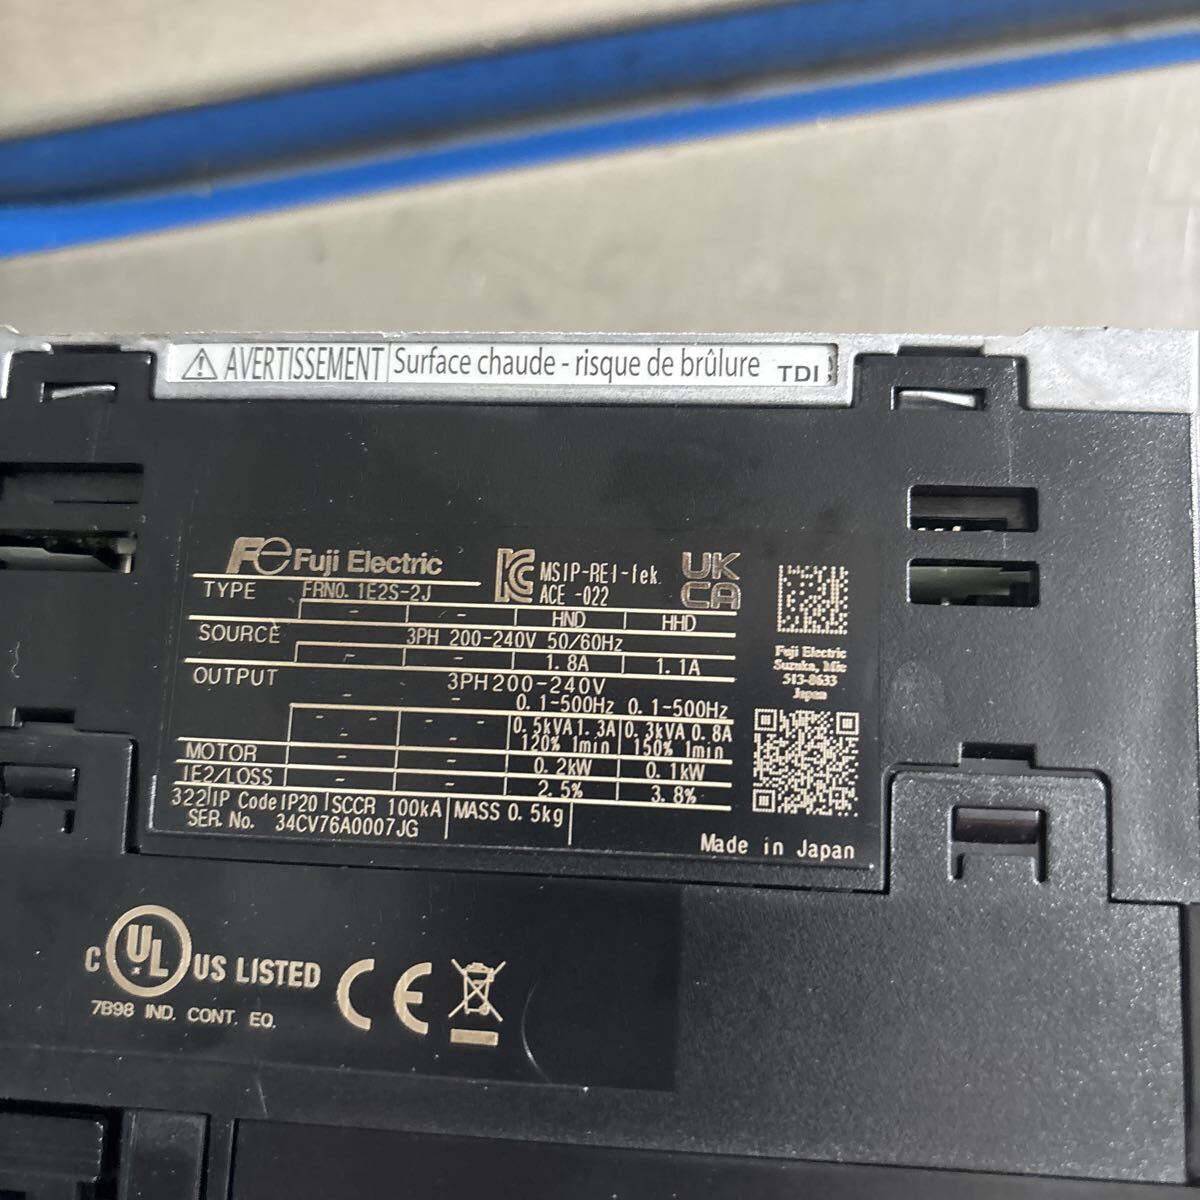 ⚠ AVERTISSEMENT Surface chaude - risque de brûlure TDI
Fe Fuji Electric
MSIP-REI-fek
ACE -022
UK CA
TYPE FRN0.1E2S-2J
- - HND HHD
SOURCE 3PH 200-240V 50/60Hz
- - 1.8A 1.1A
OUTPUT 3PH200-240V
- 0.1-500Hz 0.1-500Hz
- - 0.5kVA1.3A 0.3kVA 0.8A
- - 120% 1min 150% 1min
MOTOR - - 0.2kW 0.1kW
IE2/LOSS - - 2.5% 3.8%
322 IP Code IP20 SCCR 100kA MASS 0.5kg
SER. No. 34CV76A0007JG
Made in Japan
Fuji Electric
Suzuka, Mie
513-8633
Japan
C UL US LISTED CE
7B98 IND. CONT. EQ.